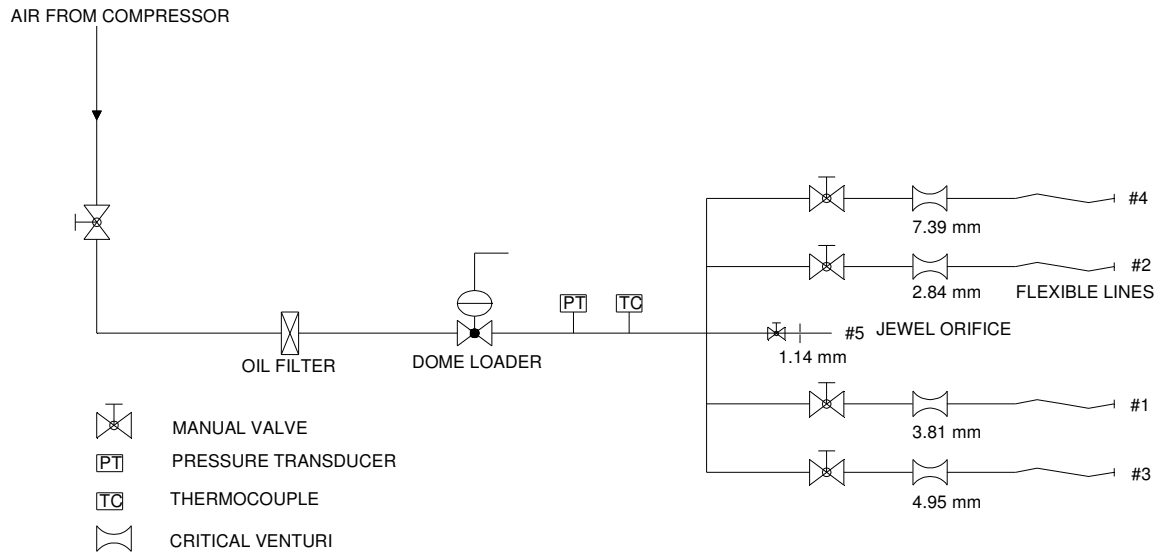 AIR FROM COMPRESSOR
#4
7.39 mm
#2
2.84 mm
FLEXIBLE LINES
PT
TC
#5
JEWEL ORIFICE
1.14 mm
OIL FILTER
DOME LOADER
#1
3.81 mm
#3
4.95 mm
MANUAL VALVE
PT
PRESSURE TRANSDUCER
TC
THERMOCOUPLE
CRITICAL VENTURI